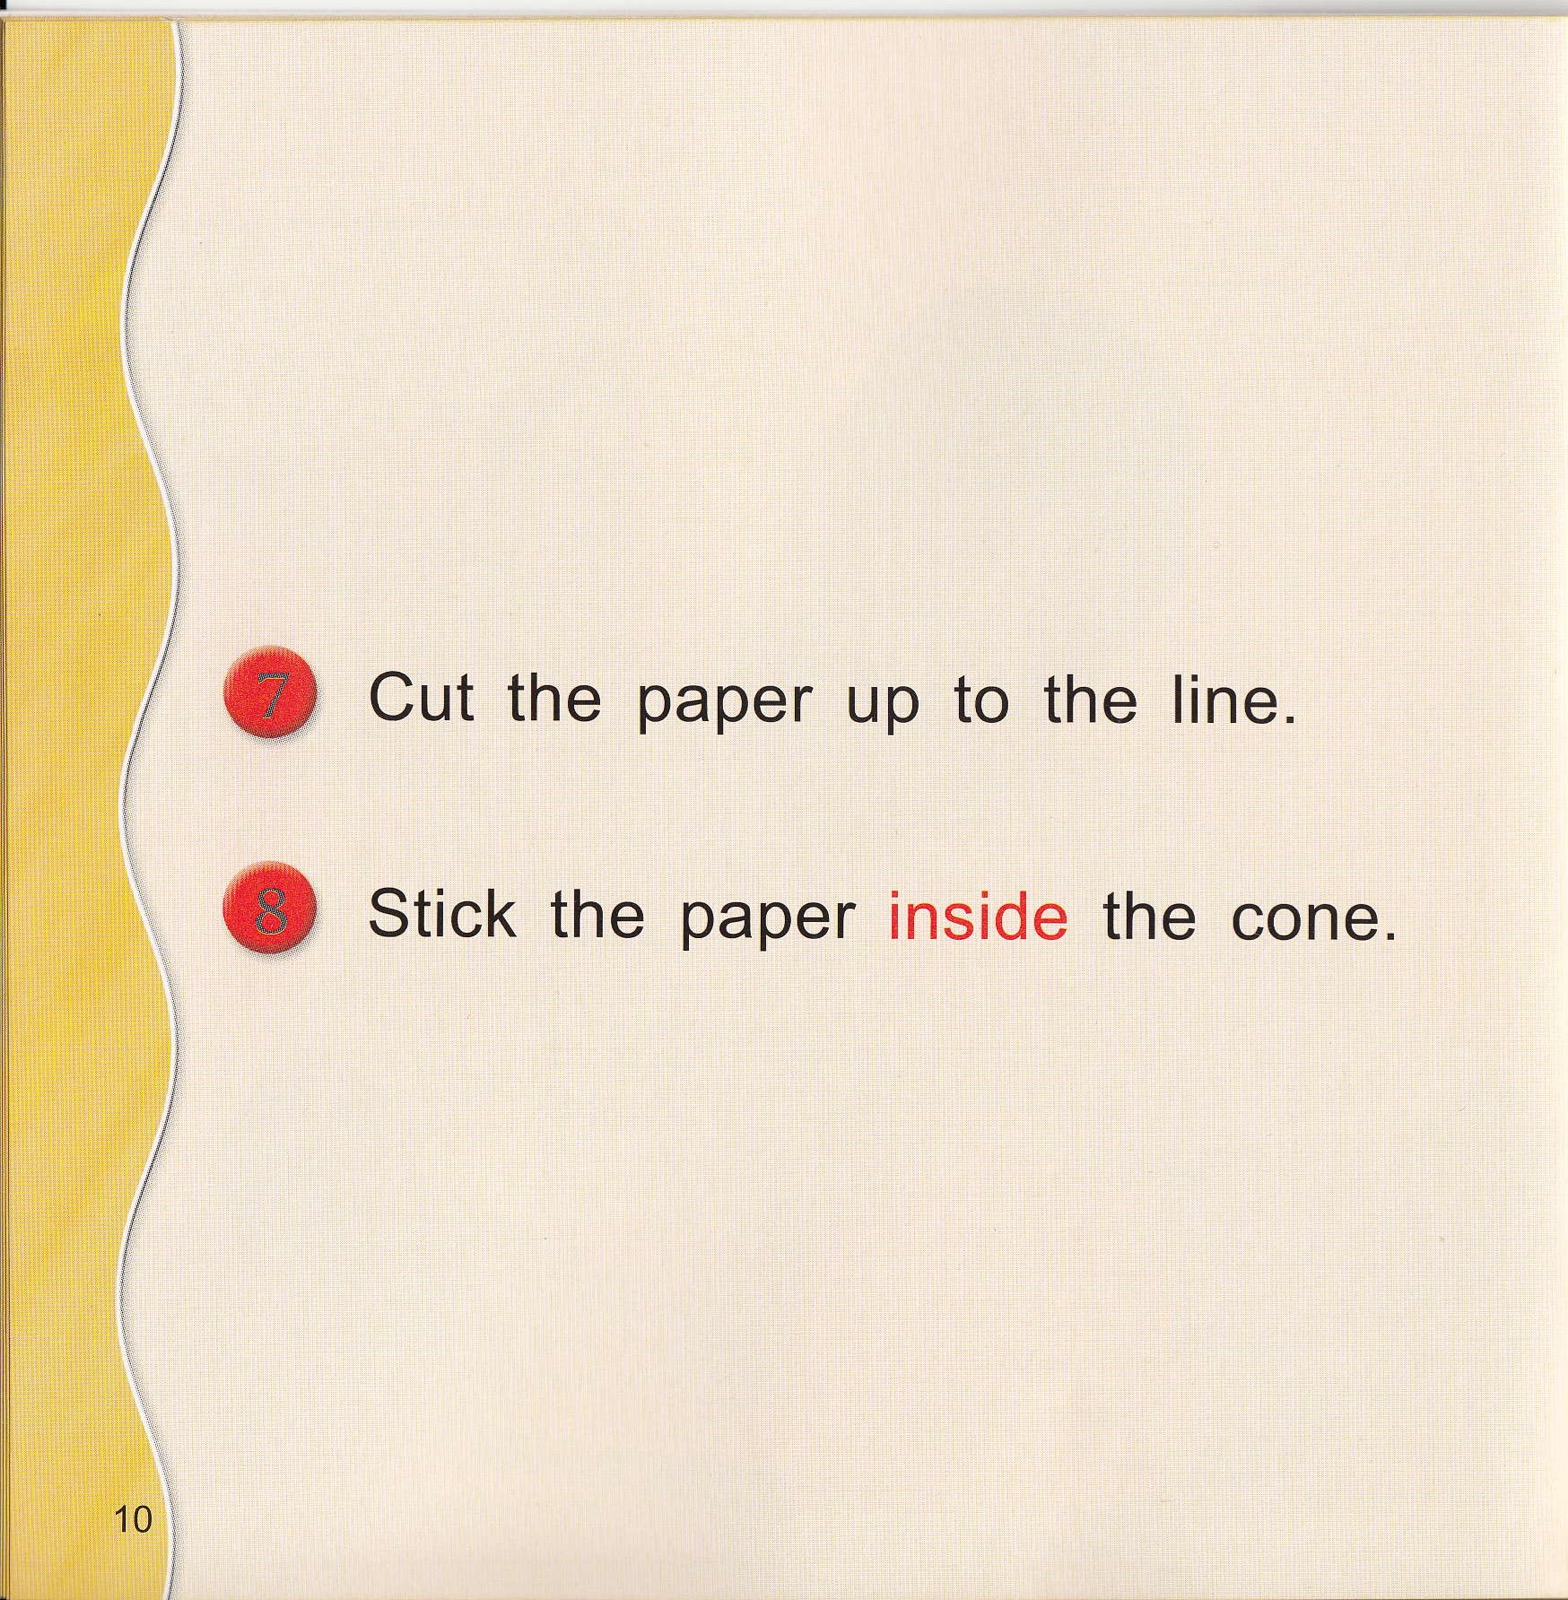 7 Cut the paper up to the line.
8 Stick the paper inside the cone.
10